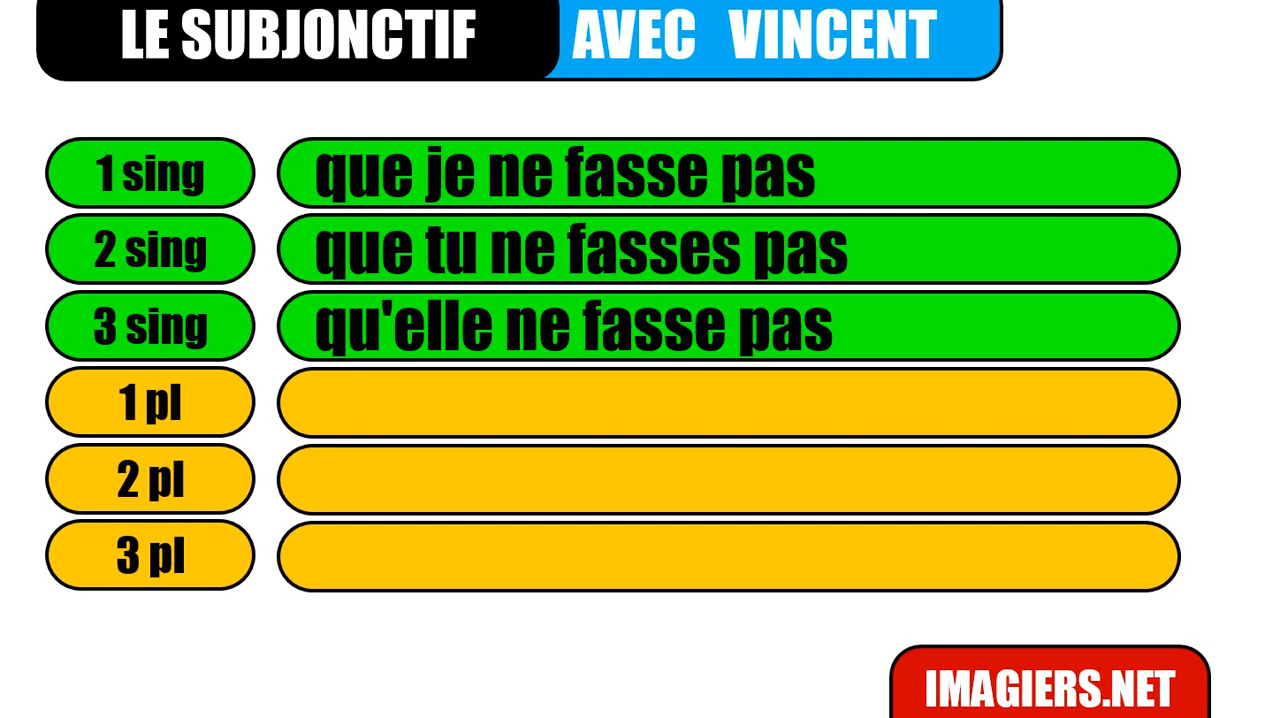 LE SUBJONCTIF AVEC VINCENT
1 sing que je ne fasse pas
2 sing que tu ne fasses pas
3 sing qu'elle ne fasse pas
1 pl
2 pl
3 pl
IMAGIERS.NET